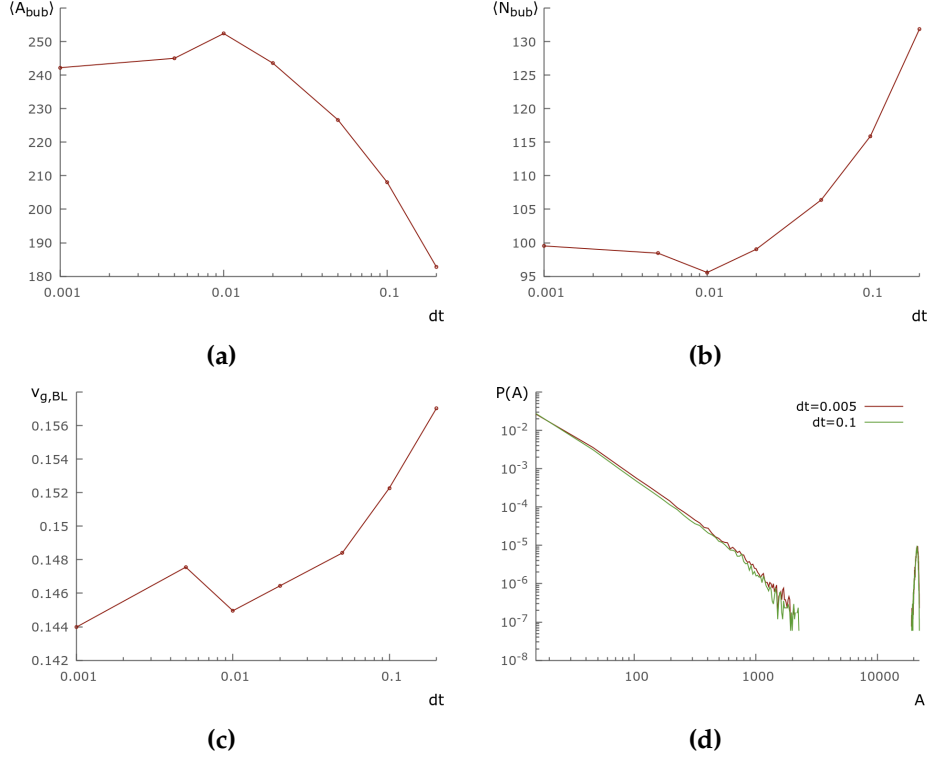 ⟨A_bub⟩
250
240
230
220
210
200
190
180
0.001 0.01 0.1
dt
(a)
⟨N_bub⟩
130
125
120
115
110
105
100
95
0.001 0.01 0.1
dt
(b)
v_g,BL
0.156
0.154
0.152
0.15
0.148
0.146
0.144
0.142
0.001 0.01 0.1
dt
(c)
P(A)
dt=0.005
dt=0.1
10^-2
10^-3
10^-4
10^-5
10^-6
10^-7
10^-8
100 1000 10000
A
(d)